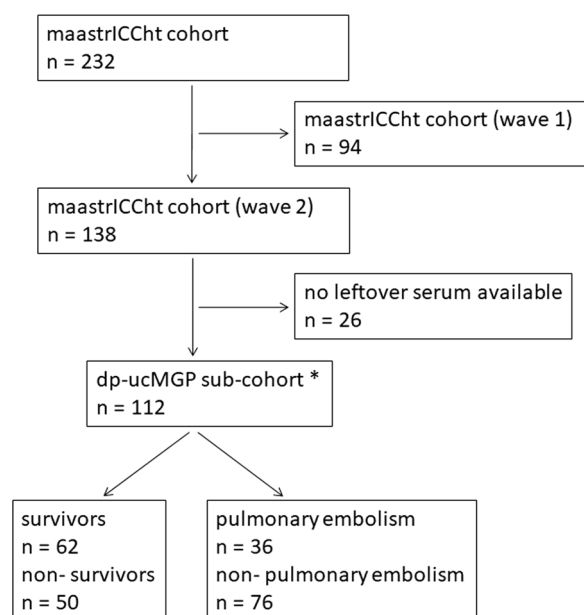 maastrICCht cohort
n = 232
maastrICCht cohort (wave 1)
n = 94
maastrICCht cohort (wave 2)
n = 138
no leftover serum available
n = 26
dp-ucMGP sub-cohort *
n = 112
survivors
n = 62
non- survivors
n = 50
pulmonary embolism
n = 36
non- pulmonary embolism
n = 76